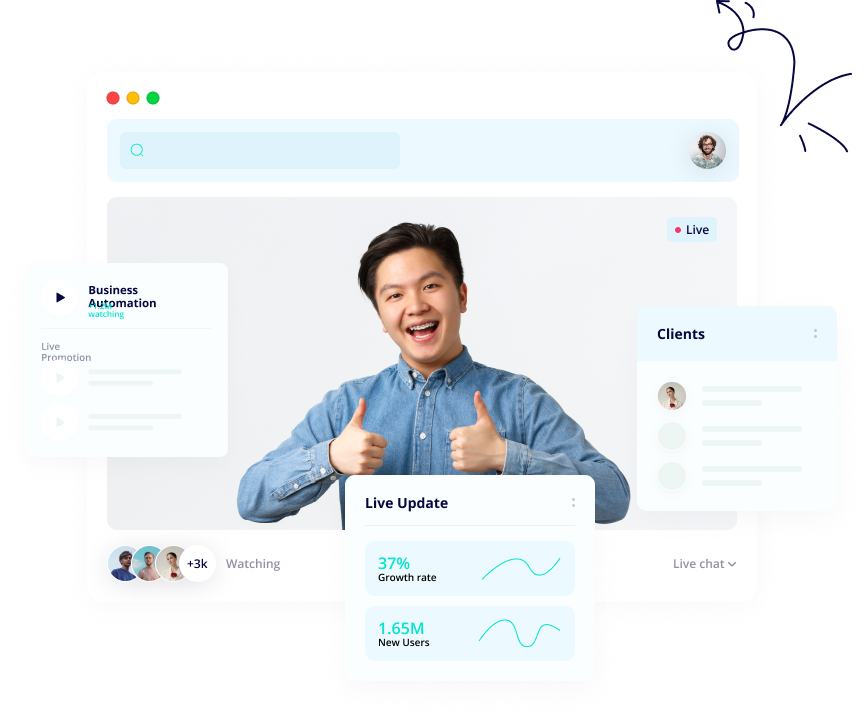 Live
Business
Automation
watching
Live
Promotion
Clients
Live Update
37%
Growth rate
1.65M
New Users
+3k
Watching
Live chat